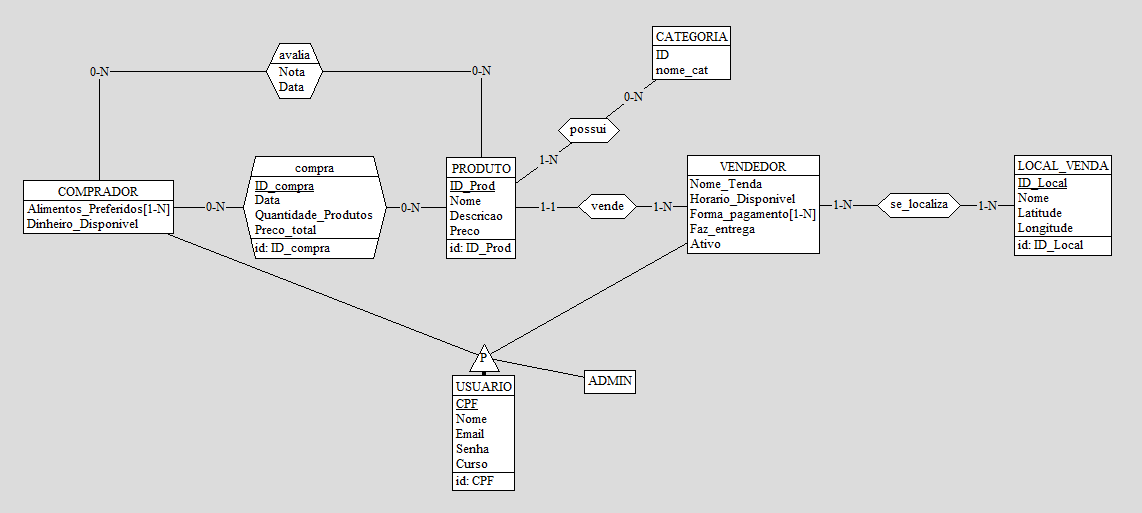 avalia
Nota
Data
0-N
0-N
CATEGORIA
ID
nome_cat
0-N
possui
1-N
COMPRADOR
Alimentos_Preferidos[1-N]
Dinheiro_Disponivel
0-N
compra
ID_compra
Data
Quantidade_Produtos
Preco_total
id: ID_compra
0-N
PRODUTO
ID_Prod
Nome
Descricao
Preco
id: ID_Prod
1-1
vende
1-N
VENDEDOR
Nome_Tenda
Horario_Disponivel
Forma_pagamento[1-N]
Faz_entrega
Ativo
1-N
se_localiza
1-N
LOCAL_VENDA
ID_Local
Nome
Latitude
Longitude
id: ID_Local
P
ADMIN
USUARIO
CPF
Nome
Email
Senha
Curso
id: CPF